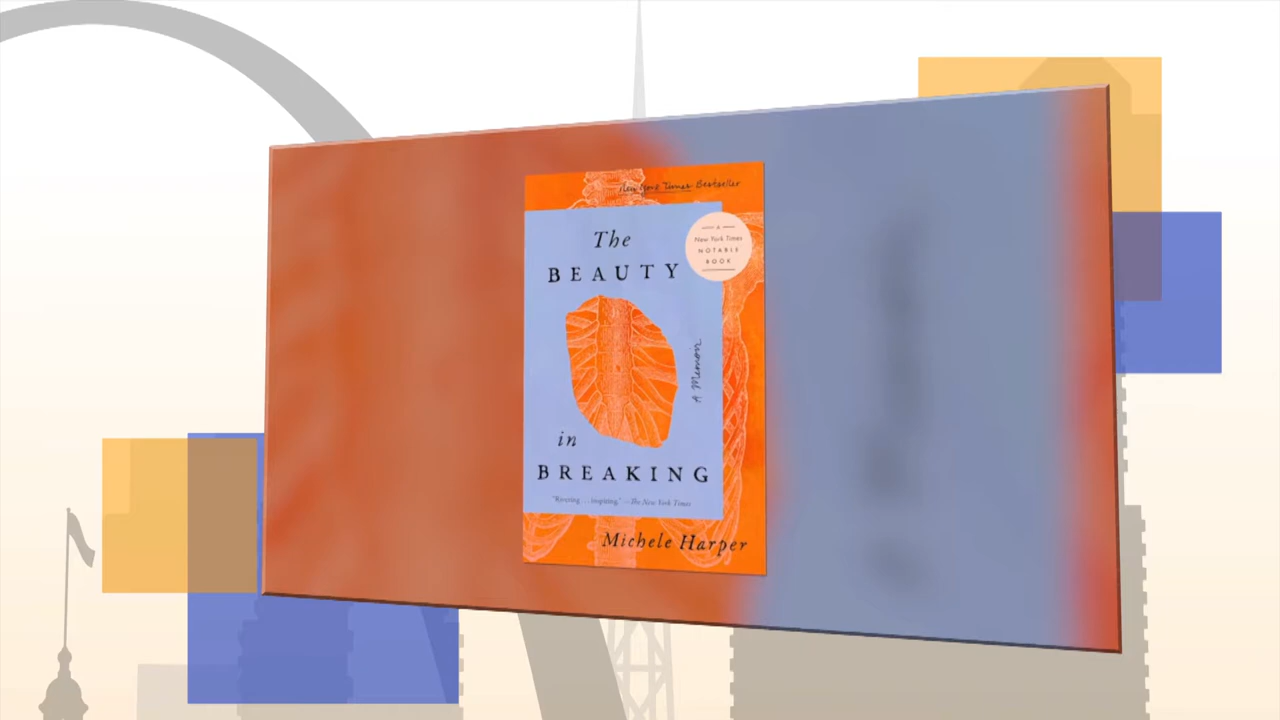 New York Times Bestseller
The
BEAUTY
A
New York Times
NOTABLE
BOOK
A Memoir
in
BREAKING
"Riveting . . . inspiring." —The New York Times
Michele Harper